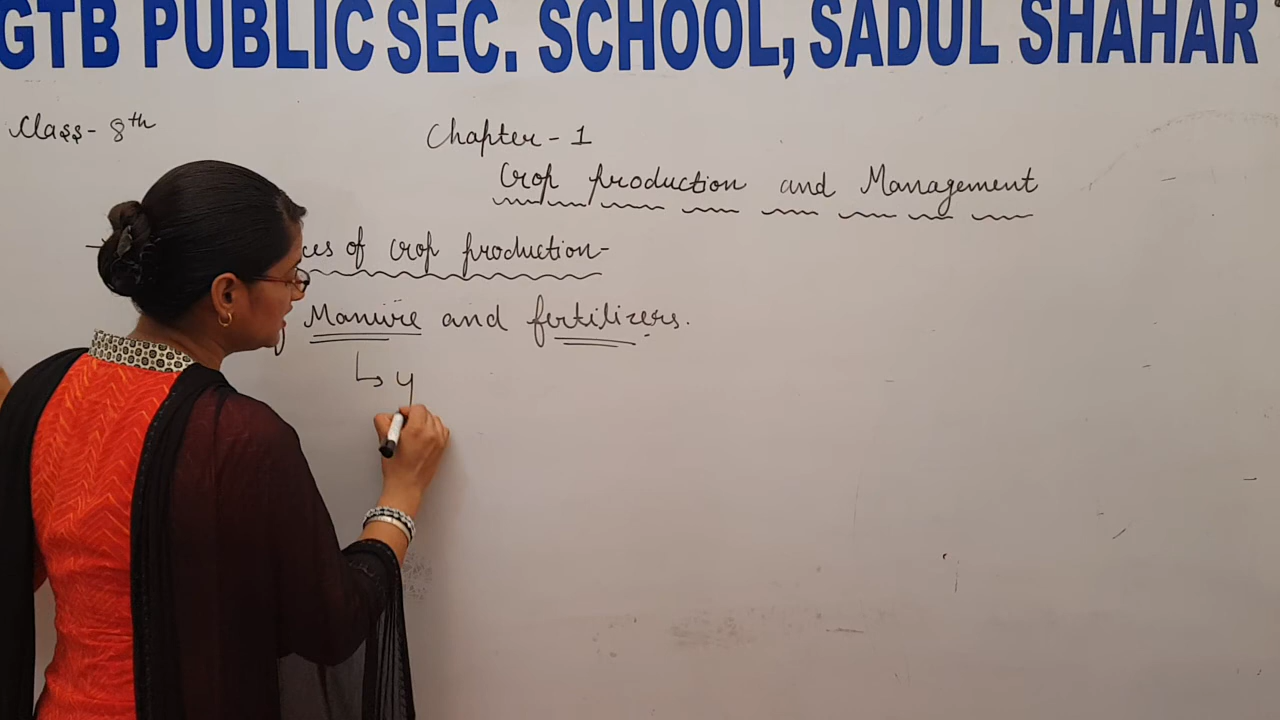 GTB PUBLIC SEC. SCHOOL, SADUL SHAHAR
Class - 8th
Chapter - 1
Crop production and Management
of crop production-
Manure and fertilizers.